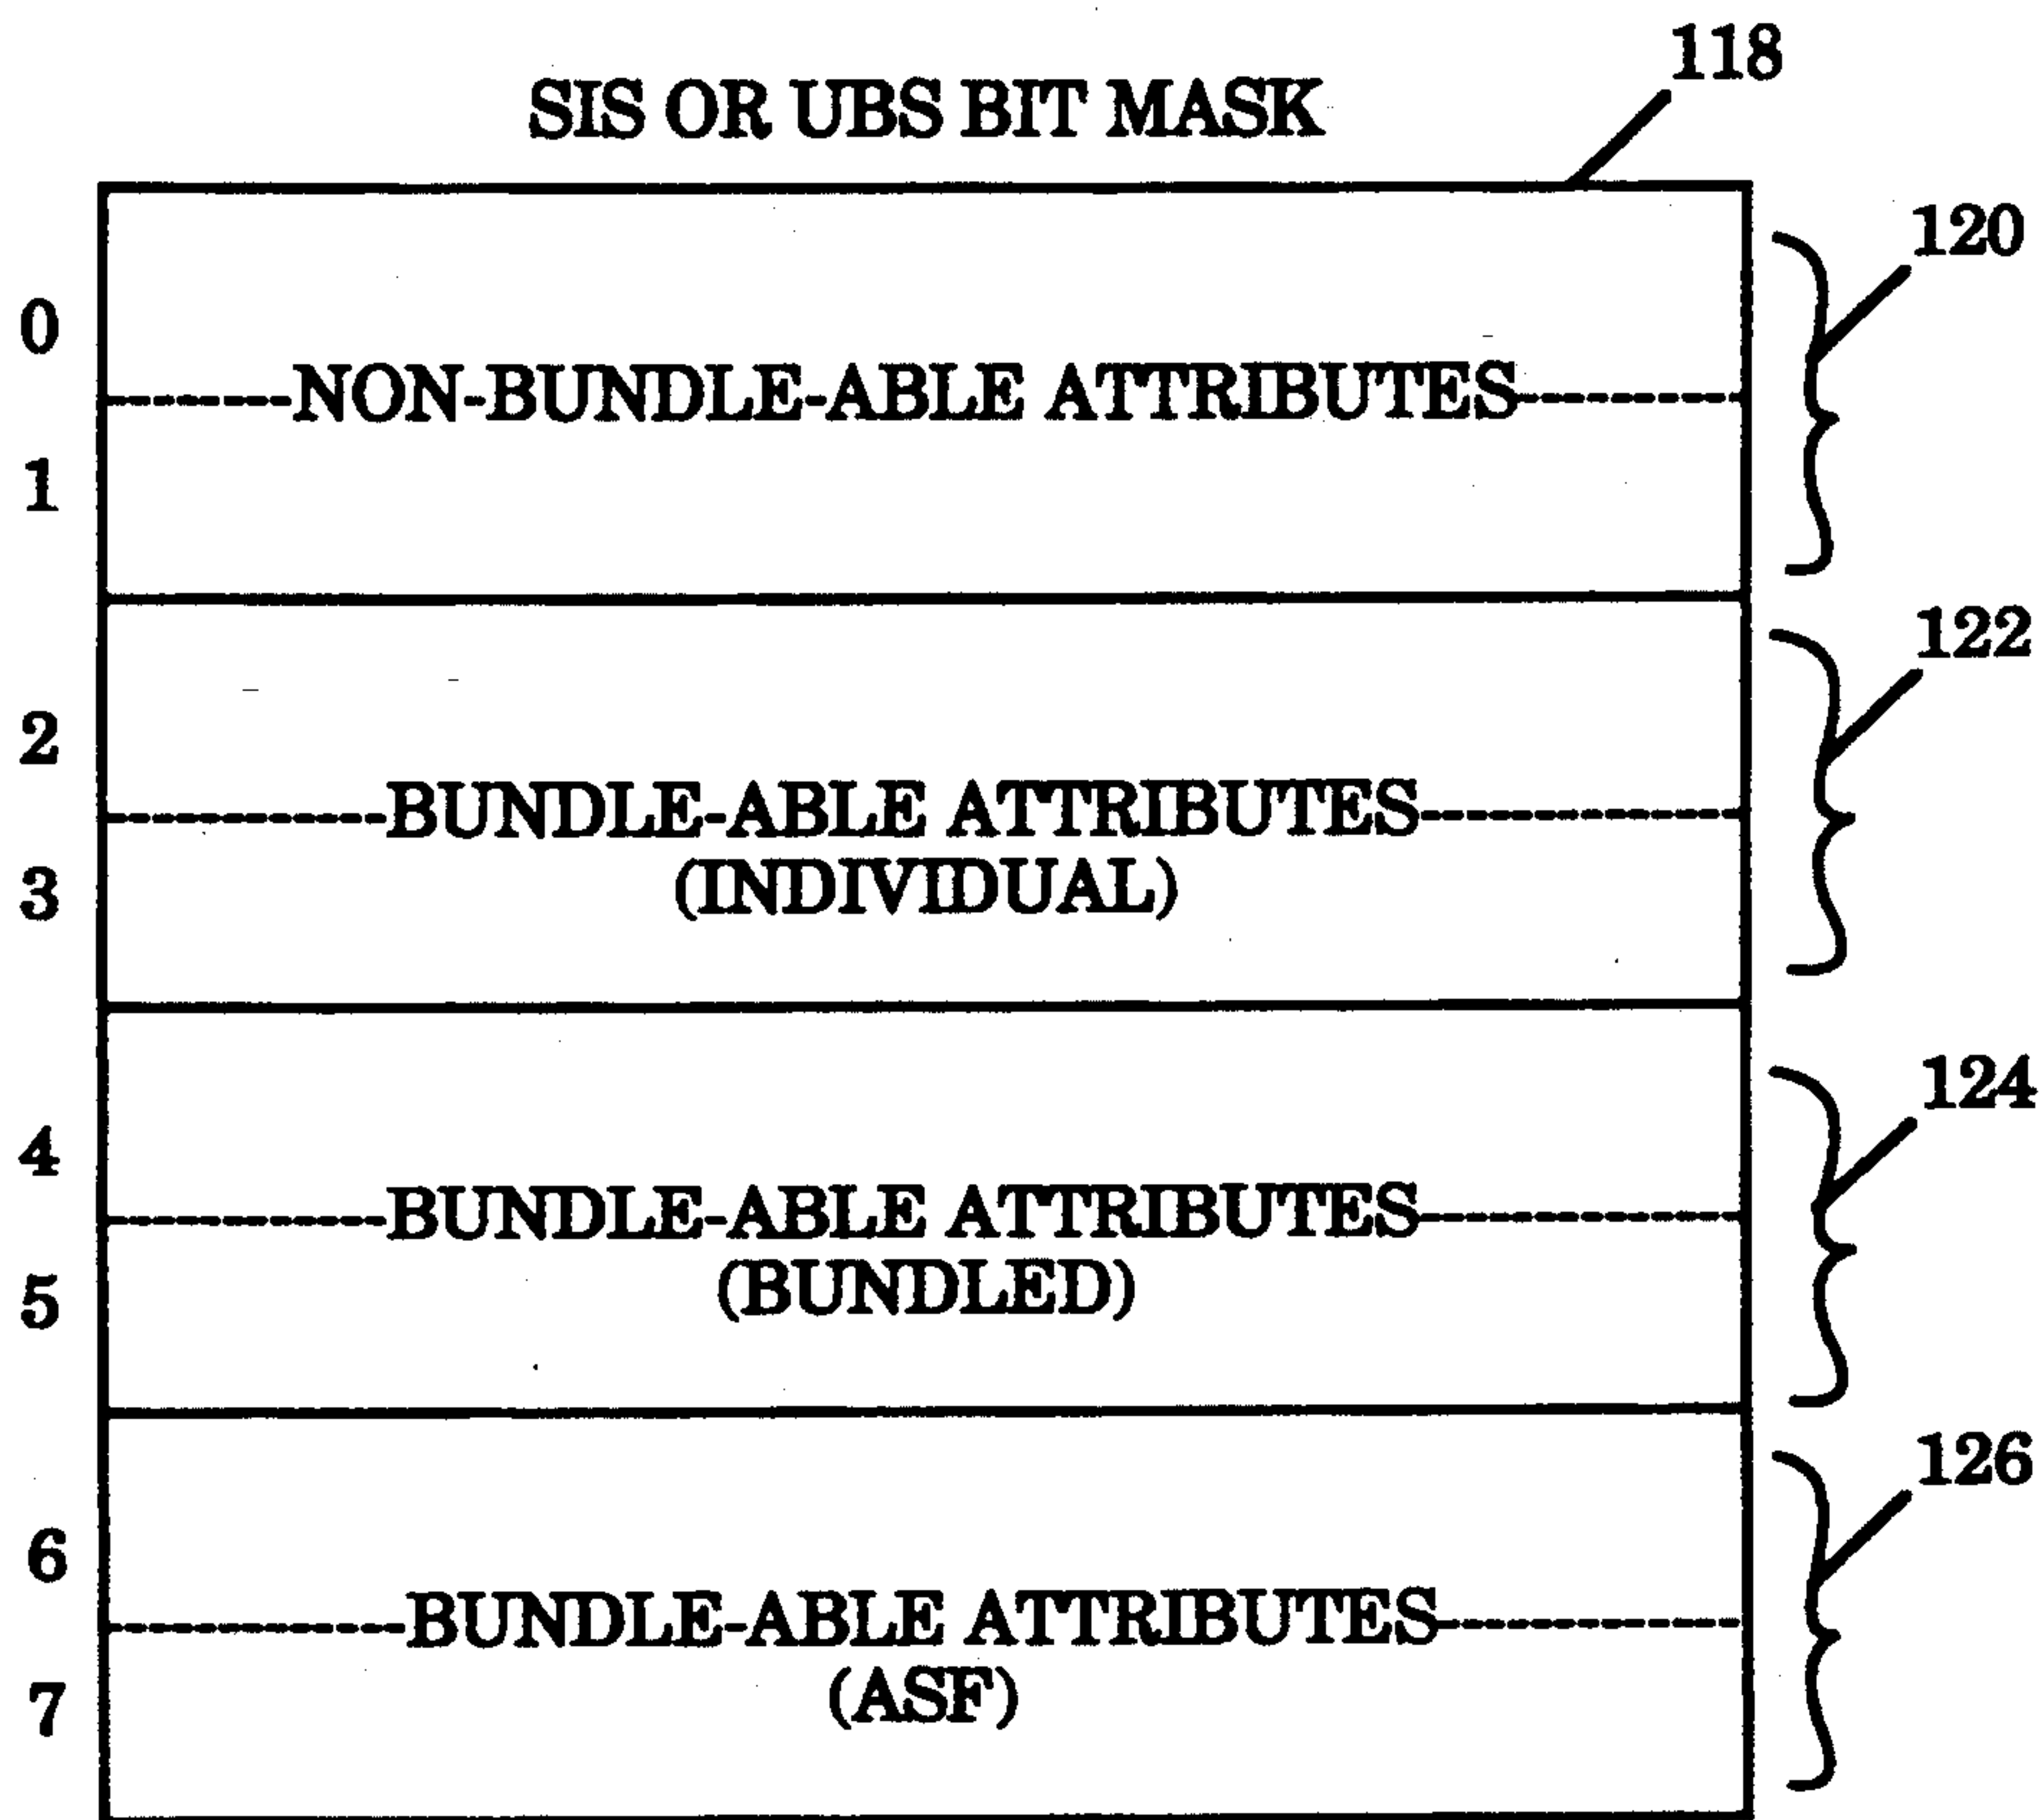 118
SIS OR UBS BIT MASK
120
0
NON-BUNDLE-ABLE ATTRIBUTES
1
122
2
BUNDLE-ABLE ATTRIBUTES
3
(INDIVIDUAL)
124
4
BUNDLE-ABLE ATTRIBUTES
5
(BUNDLED)
126
6
BUNDLE-ABLE ATTRIBUTES
7
(ASF)